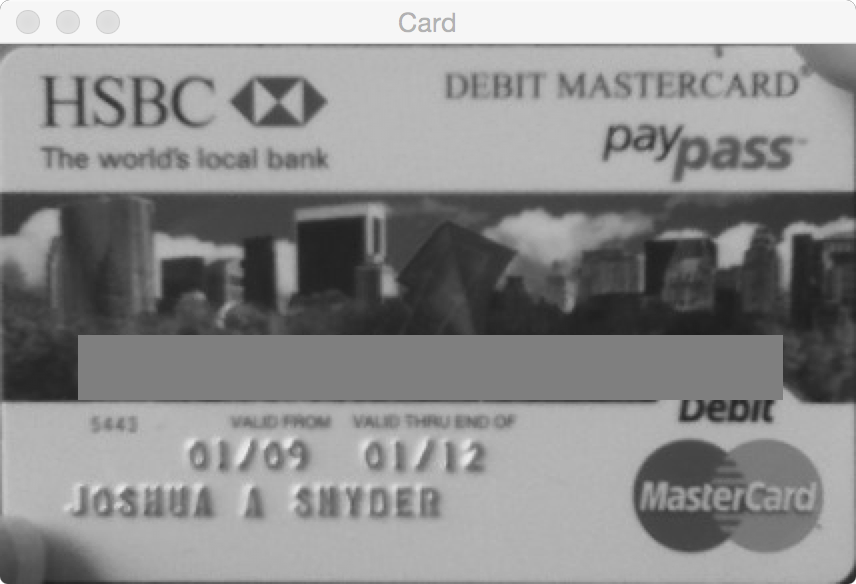 Card
HSBC
The world's local bank
DEBIT MASTERCARD®
paypass™
5443 VALID FROM VALID THRU END OF
01/09 01/12
JOSHUA A SNYDER
Debit
MasterCard